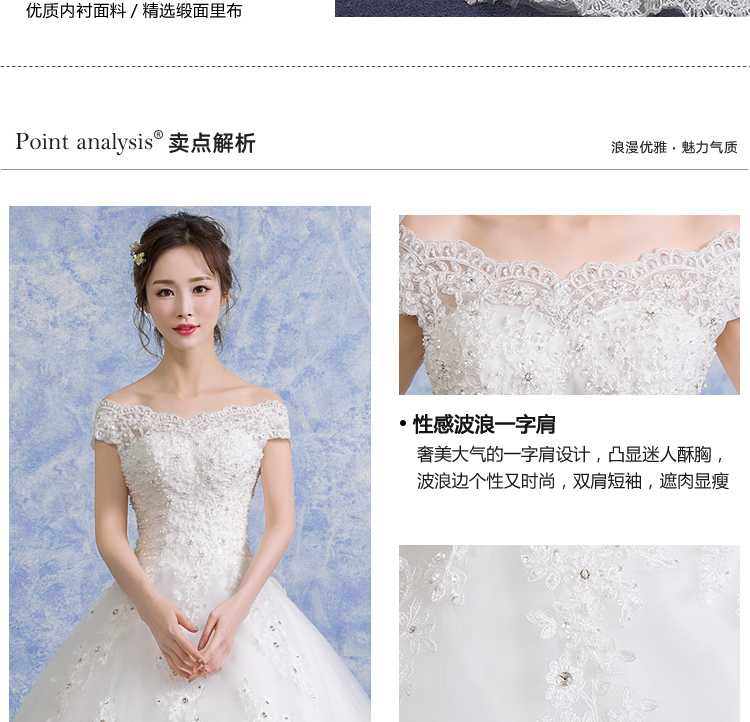 优质内衬面料 / 精选缎面里布
Point analysis® 卖点解析
浪漫优雅 · 魅力气质
• 性感波浪一字肩
奢美大气的一字肩设计，凸显迷人酥胸，
波浪边个性又时尚，双肩短袖，遮肉显瘦